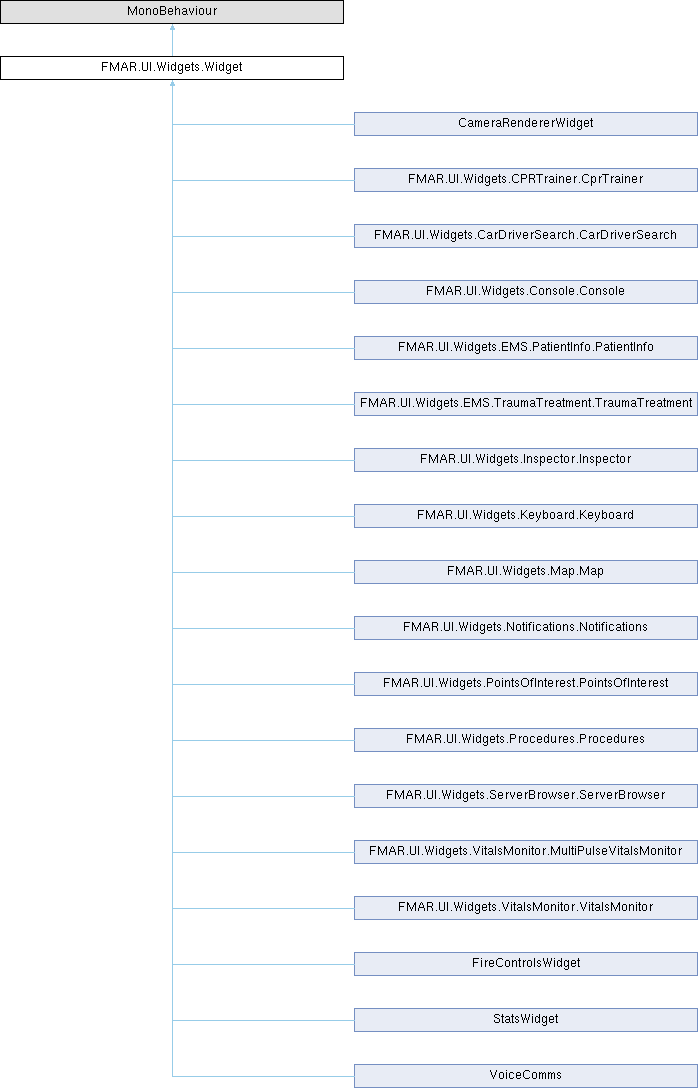 MonoBehaviour
FMAR.UI.Widgets.Widget
CameraRendererWidget
FMAR.UI.Widgets.CPRTrainer.CprTrainer
FMAR.UI.Widgets.CarDriverSearch.CarDriverSearch
FMAR.UI.Widgets.Console.Console
FMAR.UI.Widgets.EMS.PatientInfo.PatientInfo
FMAR.UI.Widgets.EMS.TraumaTreatment.TraumaTreatment
FMAR.UI.Widgets.Inspector.Inspector
FMAR.UI.Widgets.Keyboard.Keyboard
FMAR.UI.Widgets.Map.Map
FMAR.UI.Widgets.Notifications.Notifications
FMAR.UI.Widgets.PointsOfInterest.PointsOfInterest
FMAR.UI.Widgets.Procedures.Procedures
FMAR.UI.Widgets.ServerBrowser.ServerBrowser
FMAR.UI.Widgets.VitalsMonitor.MultiPulseVitalsMonitor
FMAR.UI.Widgets.VitalsMonitor.VitalsMonitor
FireControlsWidget
StatsWidget
VoiceComms